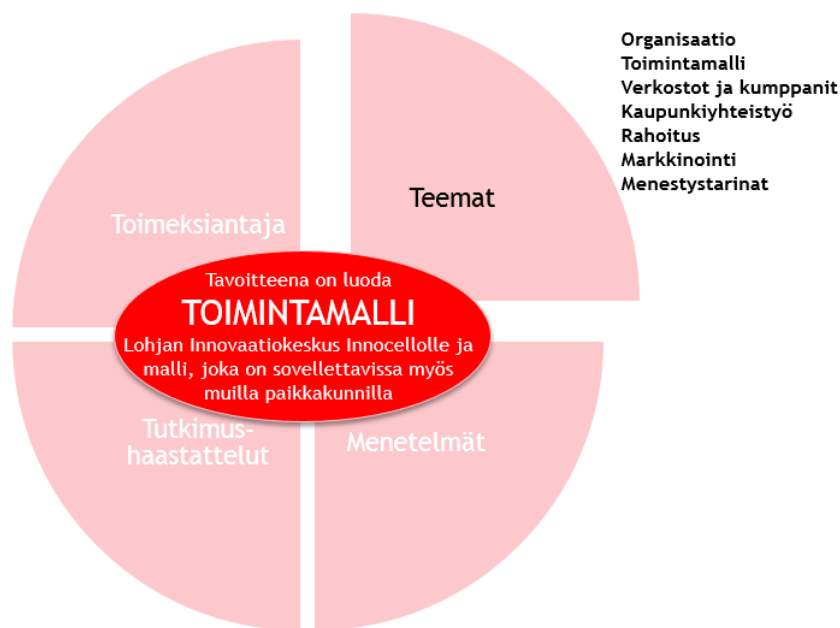 Organisaatio
Toimintamalli
Verkostot ja kumppanit
Kaupunkiyhteistyö
Rahoitus
Markkinointi
Menestystarinat
Teemat
Toimeksiantaja
Tavoitteena on luoda
TOIMINTAMALLI
Lohjan Innovaatiokeskus Innocellolle ja
malli, joka on sovellettavissa myös
muilla paikkakunnilla
Tutkimus-
haastattelut
Menetelmät